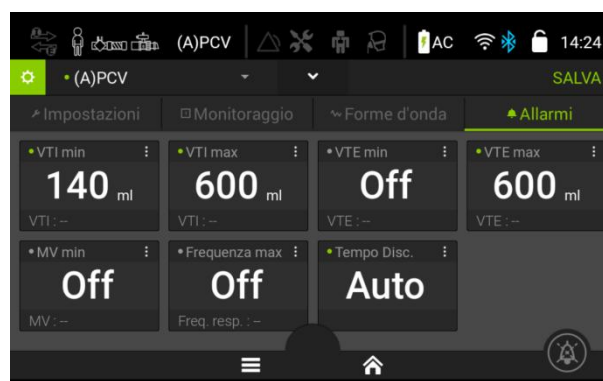 (A)PCV AC 14:24
• (A)PCV SALVA
Impostazioni Monitoraggio Forme d'onda Allarmi
• VTI min • VTI max • VTE min • VTE max
140 ml 600 ml Off 600 ml
VTI : -- VTI : -- VTE : -- VTE : --
• MV min • Frequenza max • Tempo Disc.
Off Off Auto
MV : -- Freq. resp. : --